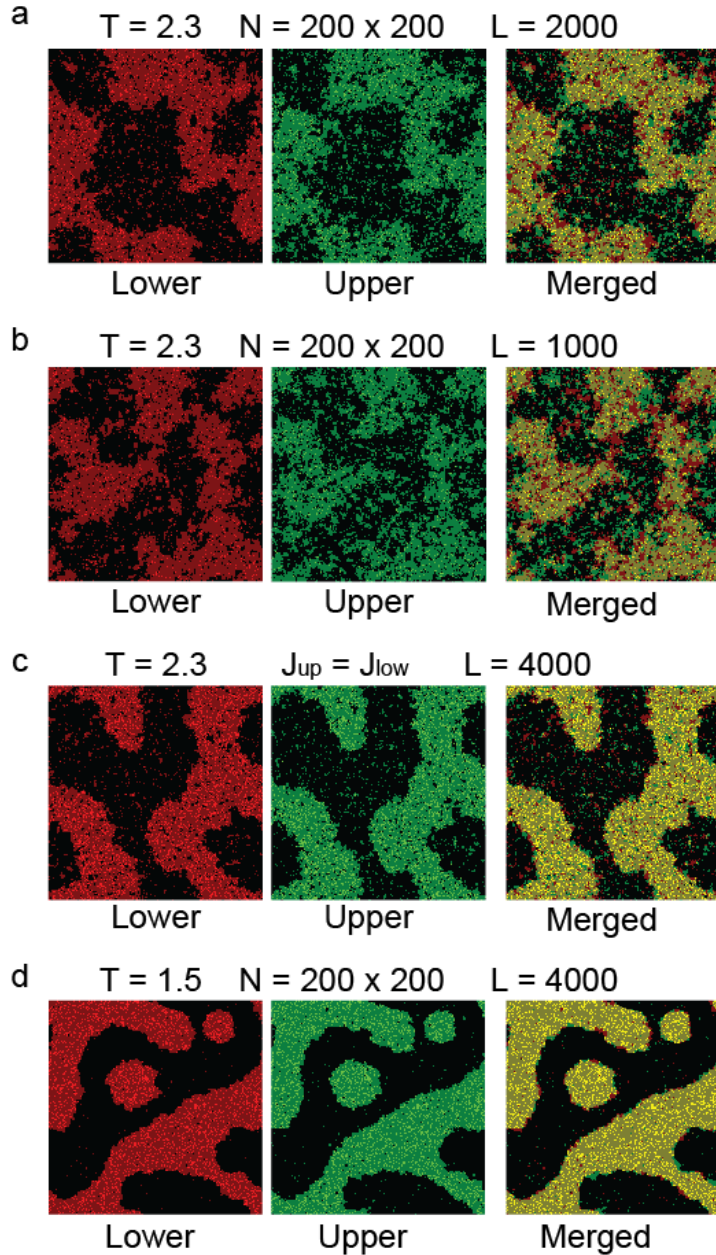 a T = 2.3 N = 200 x 200 L = 2000
Lower Upper Merged
b T = 2.3 N = 200 x 200 L = 1000
Lower Upper Merged
c T = 2.3 Jup = Jlow L = 4000
Lower Upper Merged
d T = 1.5 N = 200 x 200 L = 4000
Lower Upper Merged